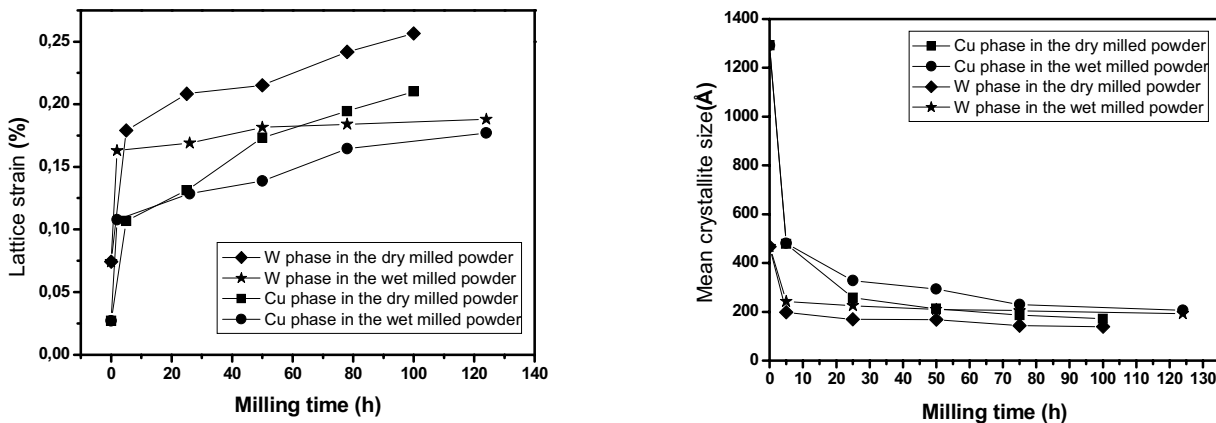 Lattice strain (%)
0,25
0,20
0,15
0,10
0,05
0,00
W phase in the dry milled powder
W phase in the wet milled powder
Cu phase in the dry milled powder
Cu phase in the wet milled powder
0 20 40 60 80 100 120 140
Milling time (h)
Mean crystallite size(Å)
1400
1200
1000
800
600
400
200
0
Cu phase in the dry milled powder
Cu phase in the wet milled powder
W phase in the dry milled powder
W phase in the wet milled powder
0 10 20 30 40 50 60 70 80 90 100 110 120 130
Milling time (h)